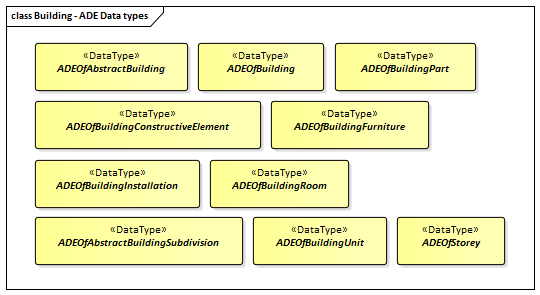 class Building - ADE Data types
«DataType» «DataType» «DataType»
ADEOfAbstractBuilding ADEOfBuilding ADEOfBuildingPart
«DataType» «DataType»
ADEOfBuildingConstructiveElement ADEOfBuildingFurniture
«DataType» «DataType»
ADEOfBuildingInstallation ADEOfBuildingRoom
«DataType» «DataType» «DataType»
ADEOfAbstractBuildingSubdivision ADEOfBuildingUnit ADEOfStorey